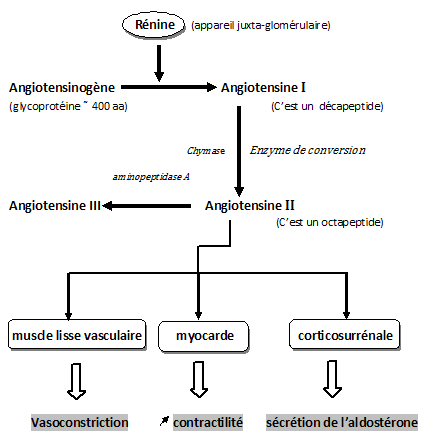 Rénine (appareil juxta-glomérulaire)
Angiotensinogène Angiotensine I
(glycoprotéine ~ 400 aa) (C’est un décapeptide)
Chymase Enzyme de conversion
aminopeptidase A
Angiotensine III Angiotensine II
(C’est un octapeptide)
muscle lisse vasculaire myocarde corticosurrénale
Vasoconstriction ↗ contractilité sécrétion de l’aldostérone